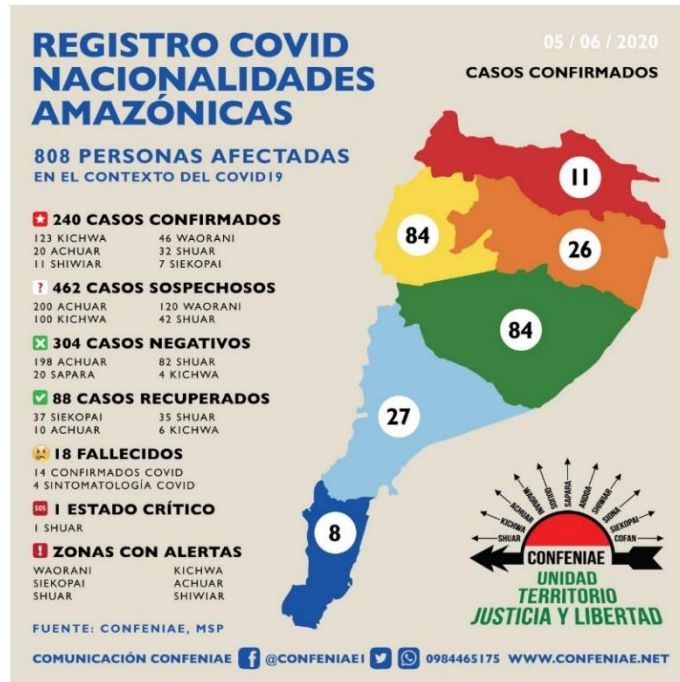 REGISTRO COVID
NACIONALIDADES
AMAZÓNICAS
808 PERSONAS AFECTADAS
EN EL CONTEXTO DEL COVID19
05 / 06 / 2020
CASOS CONFIRMADOS
240 CASOS CONFIRMADOS
123 KICHWA 46 WAORANI
20 ACHUAR 32 SHUAR
11 SHIWIAR 7 SIEKOPAI
? 462 CASOS SOSPECHOSOS
200 ACHUAR 120 WAORANI
100 KICHWA 42 SHUAR
304 CASOS NEGATIVOS
198 ACHUAR 82 SHUAR
20 SAPARA 4 KICHWA
88 CASOS RECUPERADOS
37 SIEKOPAI 35 SHUAR
10 ACHUAR 6 KICHWA
18 FALLECIDOS
14 CONFIRMADOS COVID
4 SINTOMATOLOGÍA COVID
SOS 1 ESTADO CRÍTICO
1 SHUAR
! ZONAS CON ALERTAS
WAORANI KICHWA
SIEKOPAI ACHUAR
SHUAR SHIWIAR
FUENTE: CONFENIAE, MSP
11
84
26
84
27
8
SHUAR
KICHWA
ACHUAR
WAORANI
QUIJOS
SAPARA
ANDOA
SHIWIAR
SIONA
SIEKOPAI
COFAN
CONFENIAE
UNIDAD
TERRITORIO
JUSTICIA Y LIBERTAD
COMUNICACIÓN CONFENIAE @CONFENIAE1 0984465175 WWW.CONFENIAE.NET